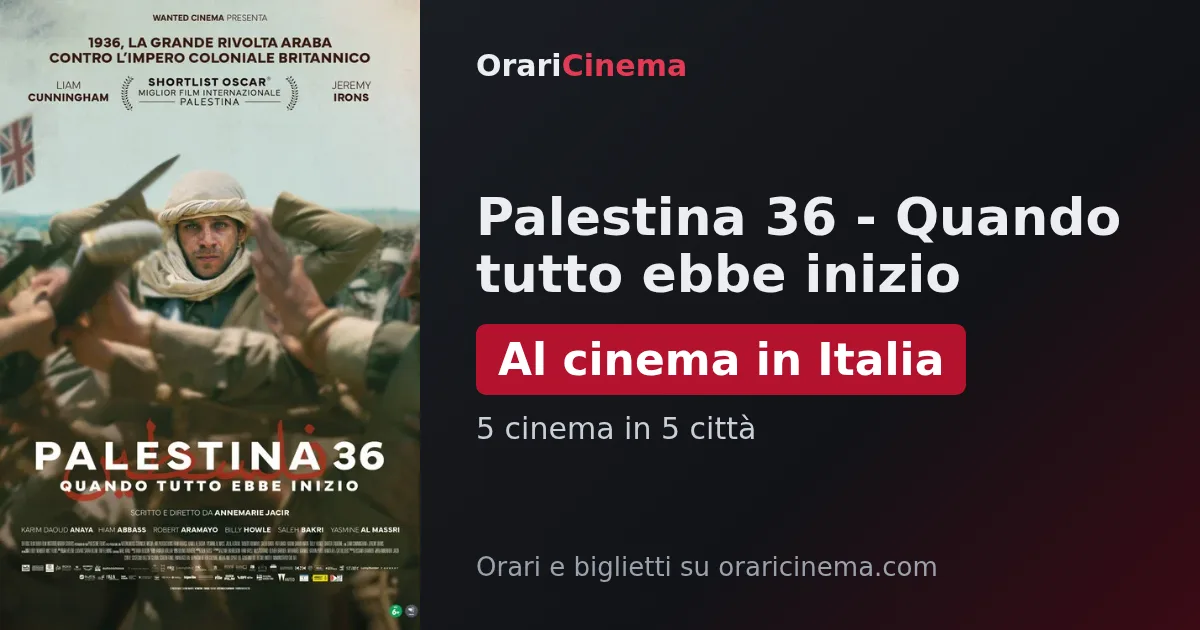 WANTED CINEMA PRESENTA
1936, LA GRANDE RIVOLTA ARABA
CONTRO L'IMPERO COLONIALE BRITANNICO
LIAM
CUNNINGHAM
SHORTLIST OSCAR®
MIGLIOR FILM INTERNAZIONALE
PALESTINA
JEREMY
IRONS
فلسطين
PALESTINA 36
QUANDO TUTTO EBBE INIZIO
SCRITTO E DIRETTO DA ANNEMARIE JACIR
KARIM DAOUD ANAYA HIAM ABBASS ROBERT ARAMAYO BILLY HOWLE SALEH BAKRI YASMINE AL MASSRI
6+
OrariCinema
Palestina 36 - Quando
tutto ebbe inizio
Al cinema in Italia
5 cinema in 5 città
Orari e biglietti su oraricinema.com